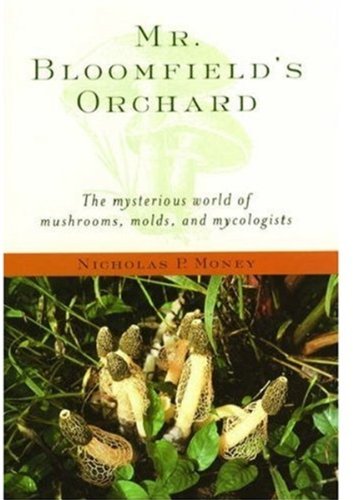 MR.
BLOOMFIELD'S
ORCHARD
The mysterious world of
mushrooms, molds, and mycologists
NICHOLAS P. MONEY